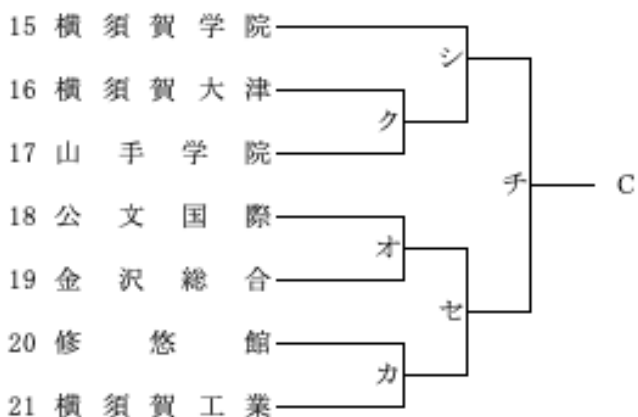 15 横須賀学院
シ
16 横須賀大津
ク
17 山手学院
チ C
18 公文国際
オ
19 金沢総合
セ
20 修悠館
カ
21 横須賀工業